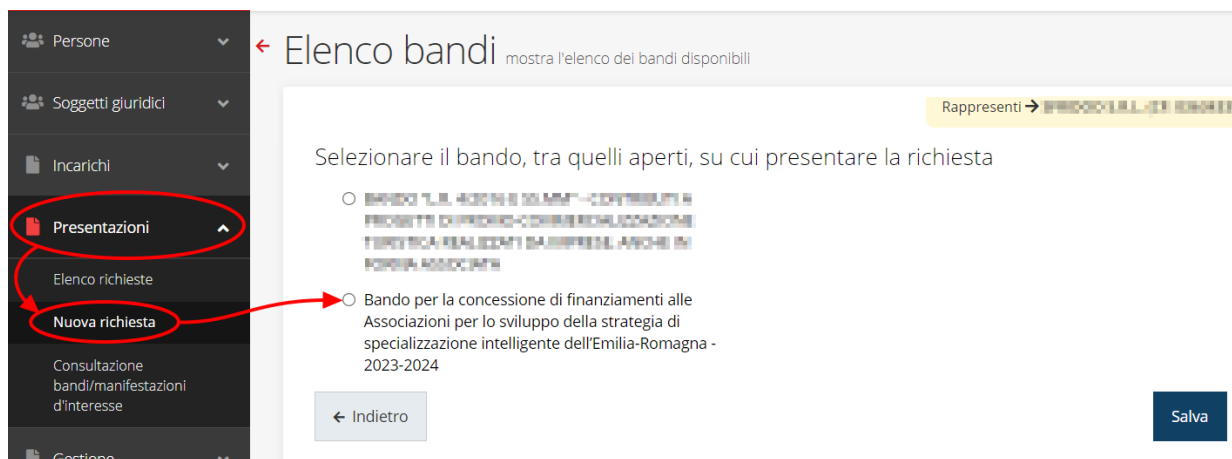 Persone
Soggetti giuridici
Incarichi
Presentazioni
Elenco richieste
Nuova richiesta
Consultazione
bandi/manifestazioni
d'interesse
Gestione
Elenco bandi mostra l'elenco dei bandi disponibili
Rappresenti
Selezionare il bando, tra quelli aperti, su cui presentare la richiesta
Bando per la concessione di finanziamenti alle
Associazioni per lo sviluppo della strategia di
specializzazione intelligente dell'Emilia-Romagna -
2023-2024
Indietro
Salva